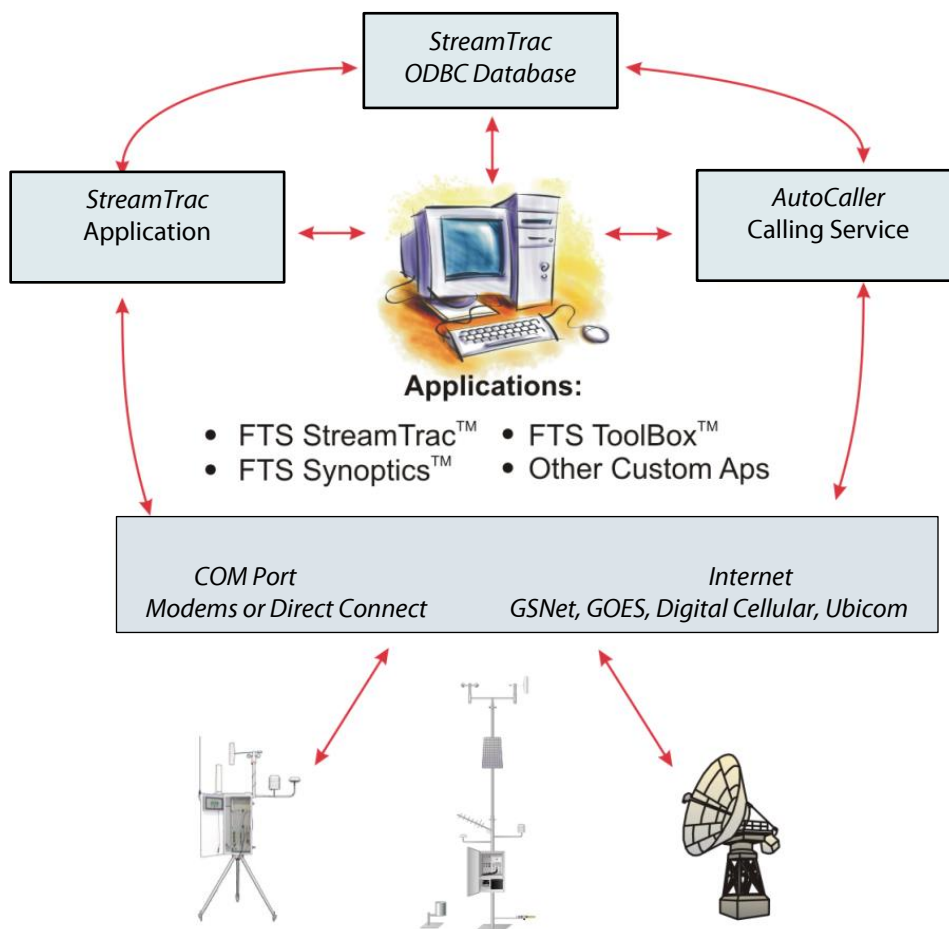 StreamTrac
ODBC Database
StreamTrac
Application
AutoCaller
Calling Service
Applications:
• FTS StreamTrac™ • FTS ToolBox™
• FTS Synoptics™ • Other Custom Aps
COM Port
Modems or Direct Connect
Internet
GSNet, GOES, Digital Cellular, Ubicom